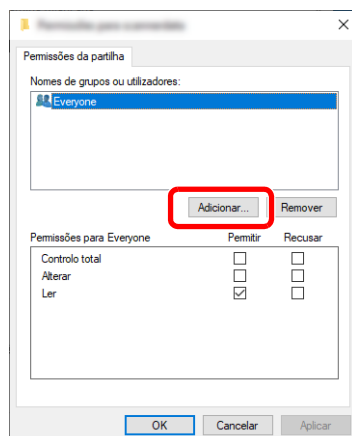 Permissões da partilha
Nomes de grupos ou utilizadores:
Everyone
Adicionar... Remover
Permissões para Everyone Permitir Recusar
Controlo total
Alterar
Ler
OK Cancelar Aplicar